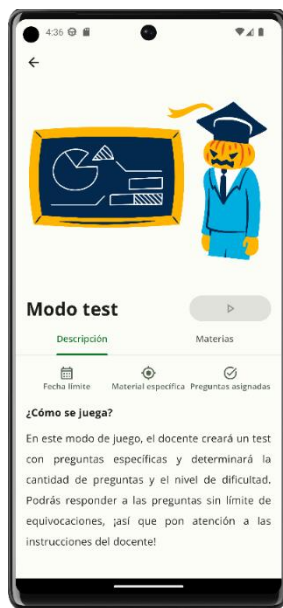 4:36
Modo test
Descripción
Materias
Fecha límite Material específica Preguntas asignadas
¿Cómo se juega?
En este modo de juego, el docente creará un test
con preguntas específicas y determinará la
cantidad de preguntas y el nivel de dificultad.
Podrás responder a las preguntas sin límite de
equivocaciones, ¡así que pon atención a las
instrucciones del docente!